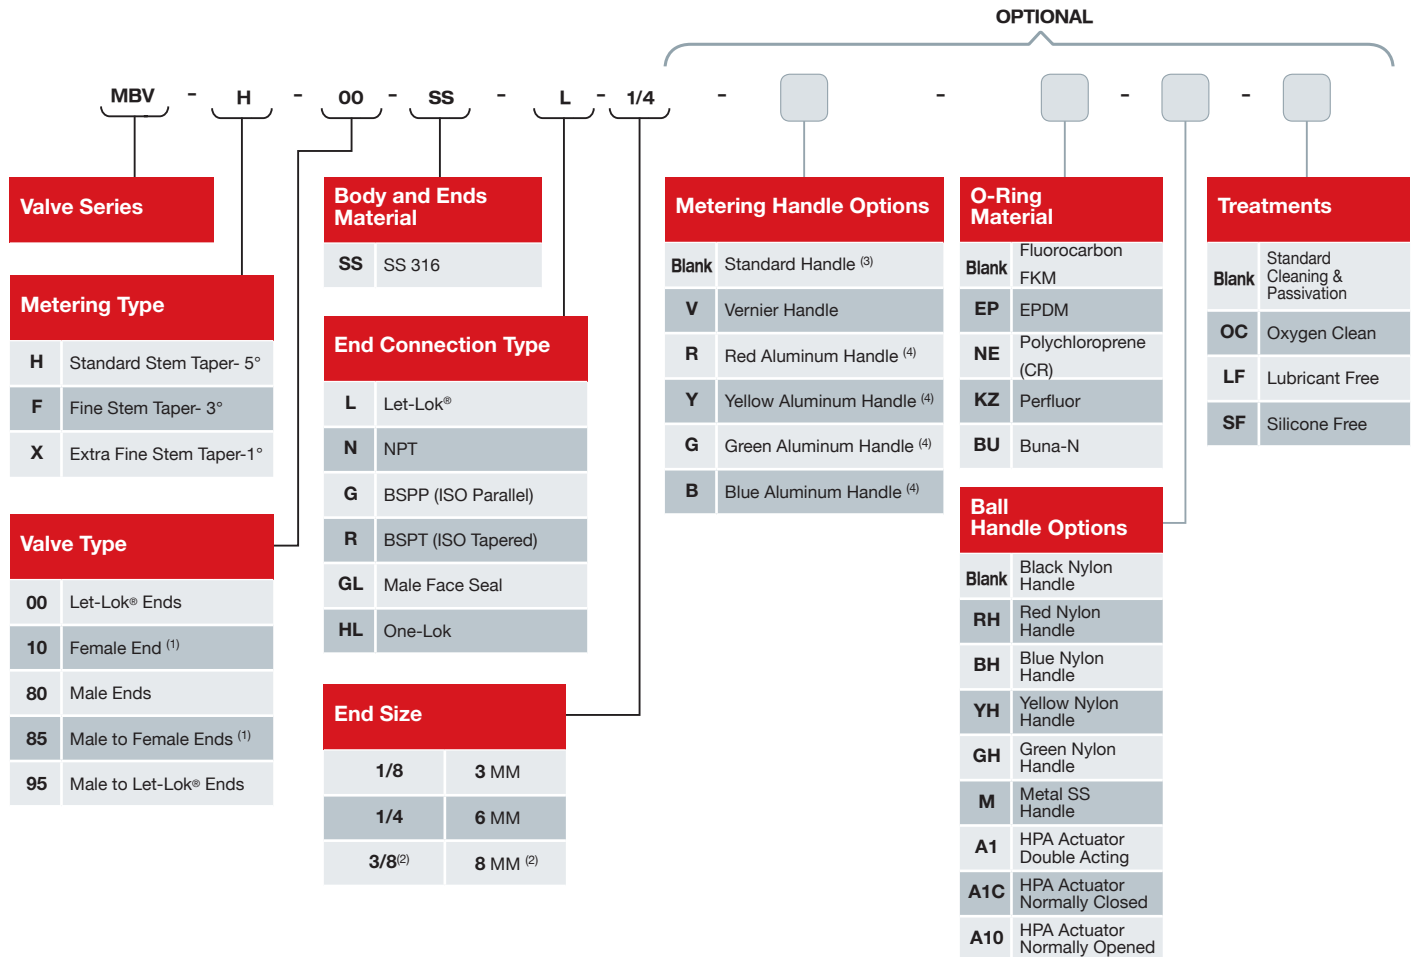 OPTIONAL
MBV - H - 00 - SS - L - 1/4 - - - -
Valve Series
Metering Type
H Standard Stem Taper- 5°
F Fine Stem Taper- 3°
X Extra Fine Stem Taper-1°
Valve Type
00 Let-Lok® Ends
10 Female End (1)
80 Male Ends
85 Male to Female Ends (1)
95 Male to Let-Lok® Ends
Body and Ends
Material
SS SS 316
End Connection Type
L Let-Lok®
N NPT
G BSPP (ISO Parallel)
R BSPT (ISO Tapered)
GL Male Face Seal
HL One-Lok
End Size
1/8 3 MM
1/4 6 MM
3/8(2) 8 MM (2)
Metering Handle Options
Blank Standard Handle (3)
V Vernier Handle
R Red Aluminum Handle (4)
Y Yellow Aluminum Handle (4)
G Green Aluminum Handle (4)
B Blue Aluminum Handle (4)
O-Ring
Material
Blank Fluorocarbon
FKM
EP EPDM
NE Polychloroprene
(CR)
KZ Perfluor
BU Buna-N
Ball
Handle Options
Blank Black Nylon
Handle
RH Red Nylon
Handle
BH Blue Nylon
Handle
YH Yellow Nylon
Handle
GH Green Nylon
Handle
M Metal SS
Handle
A1 HPA Actuator
Double Acting
A1C HPA Actuator
Normally Closed
A10 HPA Actuator
Normally Opened
Treatments
Blank Standard
Cleaning &
Passivation
OC Oxygen Clean
LF Lubricant Free
SF Silicone Free